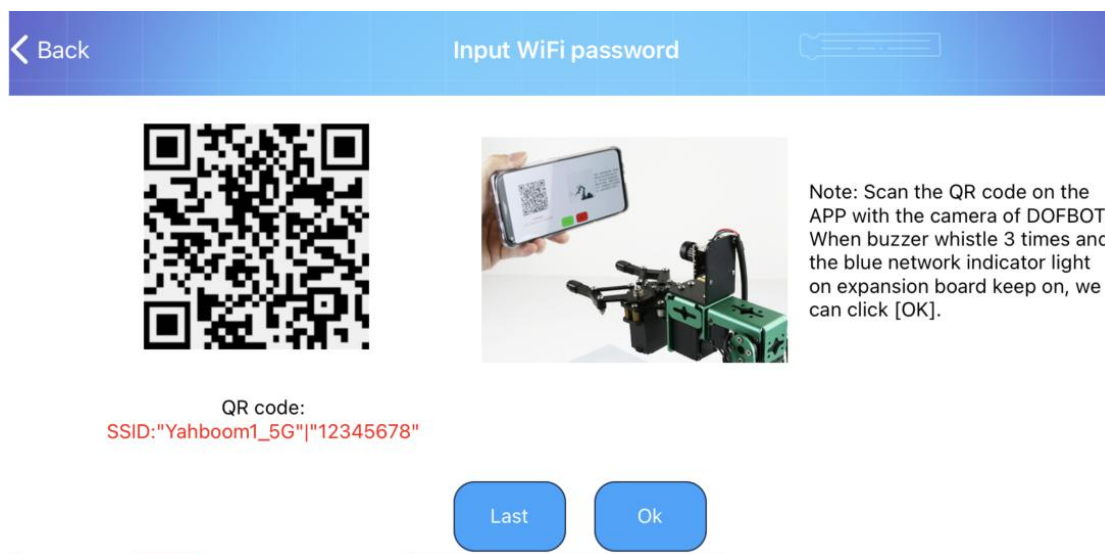 Back
Input WiFi password
Note: Scan the QR code on the
APP with the camera of DOFBOT
When buzzer whistle 3 times and
the blue network indicator light
on expansion board keep on, we
can click [OK].
QR code:
SSID:"Yahboom1_5G"|"12345678"
Last
Ok